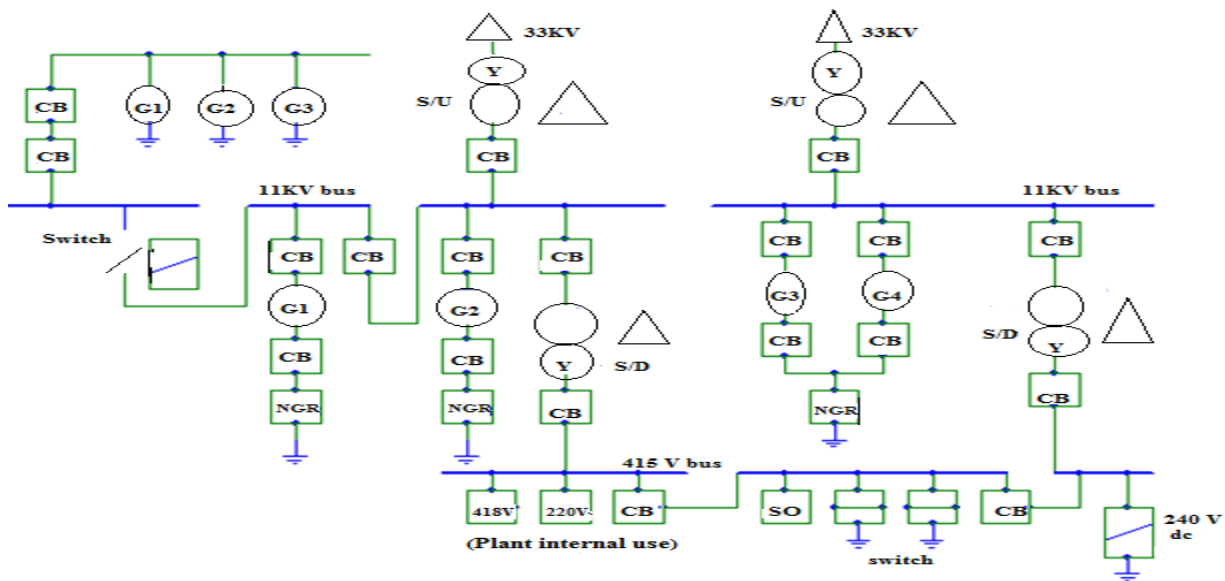 33KV
33KV
Y
Y
S/U
S/U
CB
G1
G2
G3
CB
CB
CB
11KV bus
11KV bus
Switch
CB
CB
CB
CB
CB
CB
CB
G1
G2
G3
G4
CB
CB
CB
CB
Y
S/D
S/D
Y
NGR
NGR
CB
NGR
CB
415 V bus
418V
220V
CB
SO
CB
240 V
dc
(Plant internal use)
switch